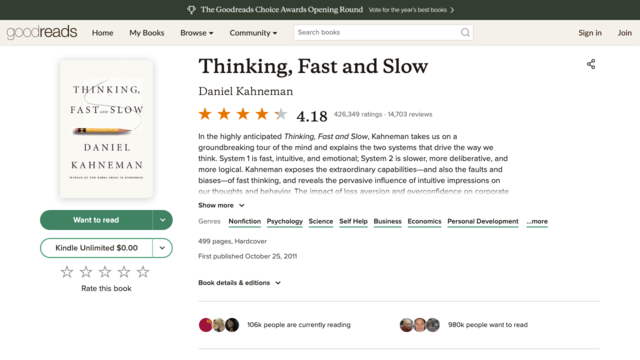 The Goodreads Choice Awards Opening Round Vote for the year's best books
goodreads Home My Books Browse Community Search books Sign in Join
THINKING,
FAST AND SLOW
DANIEL
KAHNEMAN
WINNER OF THE NOBEL PRIZE IN ECONOMICS
Want to read
Kindle Unlimited $0.00
Rate this book
Thinking, Fast and Slow
Daniel Kahneman
4.18 426,349 ratings · 14,703 reviews
In the highly anticipated Thinking, Fast and Slow, Kahneman takes us on a
groundbreaking tour of the mind and explains the two systems that drive the way we
think. System 1 is fast, intuitive, and emotional; System 2 is slower, more deliberative, and
more logical. Kahneman exposes the extraordinary capabilities—and also the faults and
biases—of fast thinking, and reveals the pervasive influence of intuitive impressions on
our thoughts and behavior. The impact of loss aversion and overconfidence on corporate
Show more
Genres Nonfiction Psychology Science Self Help Business Economics Personal Development ...more
499 pages, Hardcover
First published October 25, 2011
Book details & editions
106k people are currently reading 980k people want to read